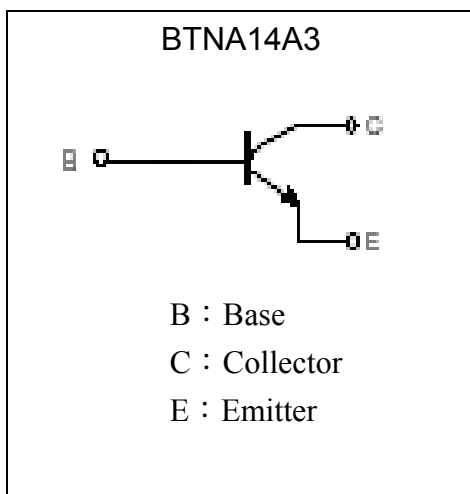 BTNA14A3
B C
E
B：Base
C：Collector
E：Emitter